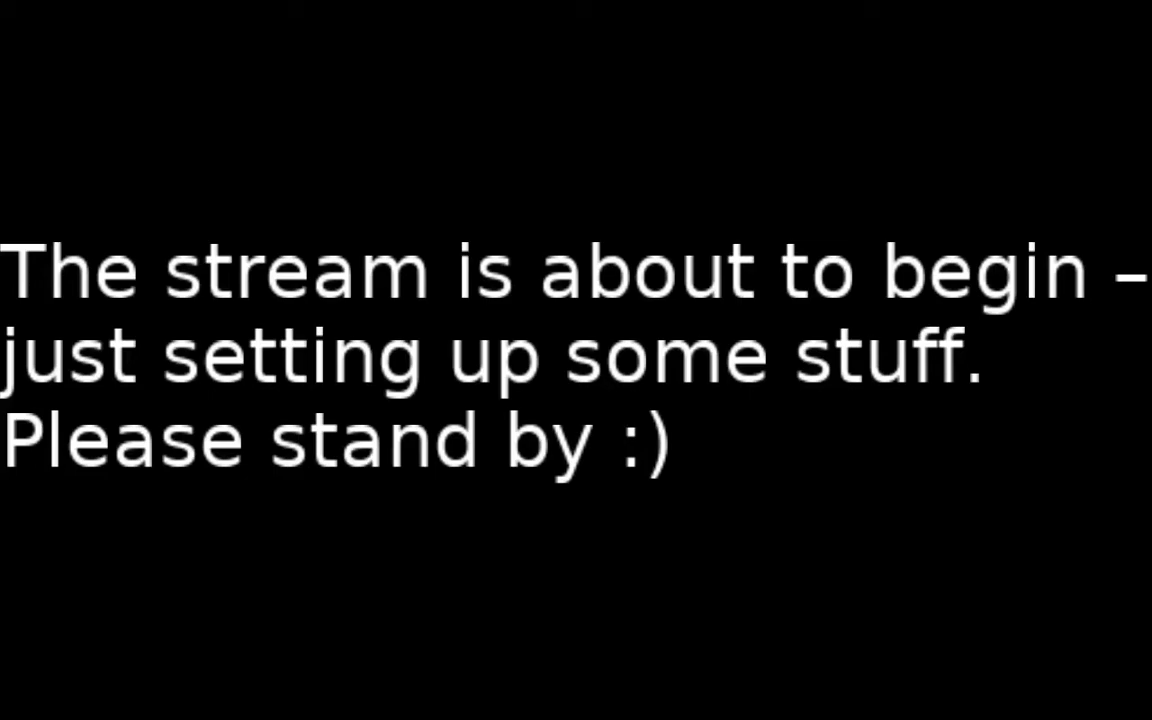 The stream is about to begin –
just setting up some stuff.
Please stand by :)